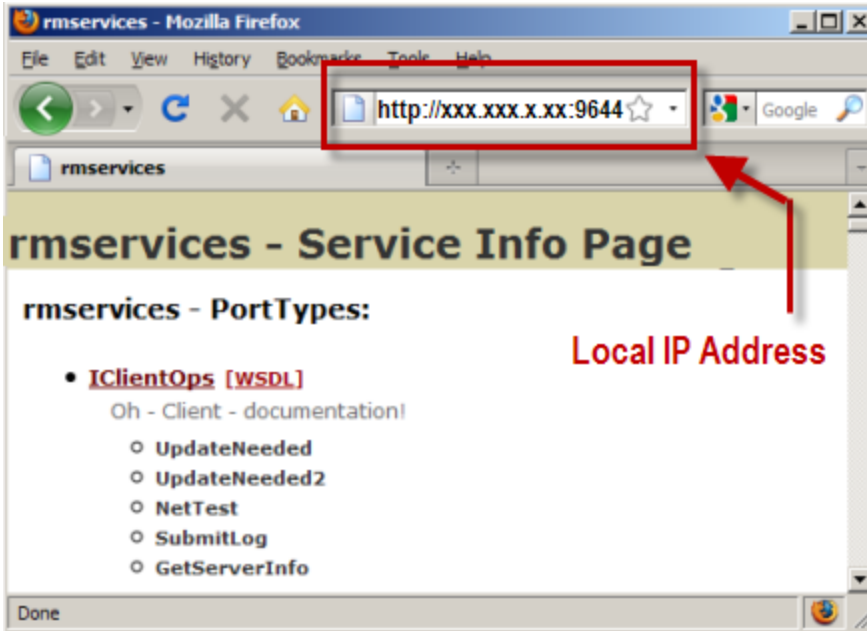 rmservices - Mozilla Firefox
File Edit View History Bookmarks Tools Help
http://xxx.xxx.x.xx:9644
Google
rmservices
rmservices - Service Info Page
rmservices - PortTypes:
Local IP Address
IClientOps [WSDL]
Oh - Client - documentation!
UpdateNeeded
UpdateNeeded2
NetTest
SubmitLog
GetServerInfo
Done